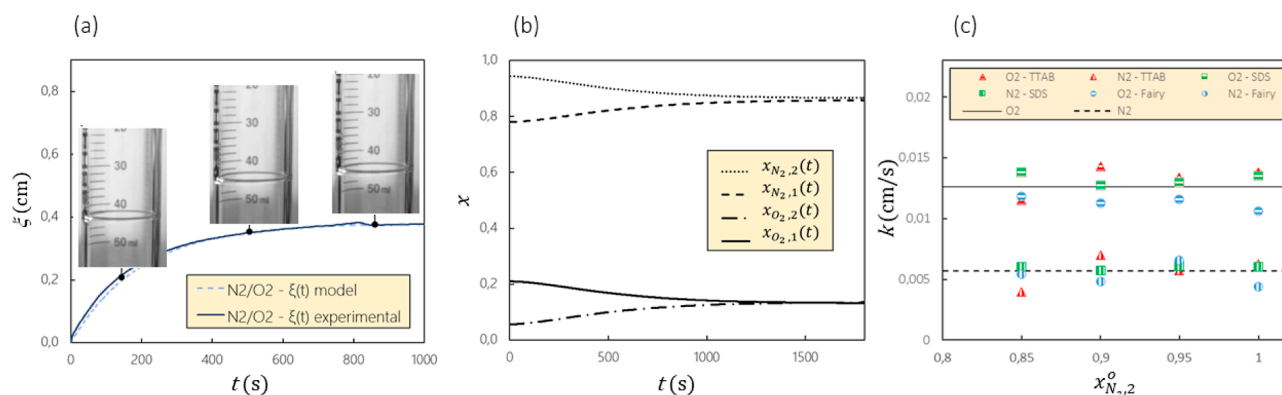 (a)
0,8
0,6
0,4
0,2
0,0
ξ (cm)
30
40
50 ml
20
30
40
50 ml
20
30
40
50 ml
N2/O2 - ξ(t) model
N2/O2 - ξ(t) experimental
0 200 400 600 800 1000
t (s)
(b)
1,0
0,8
0,6
0,4
0,2
0,0
x
x_{N₂,2}(t)
x_{N₂,1}(t)
x_{O₂,2}(t)
x_{O₂,1}(t)
0 500 1000 1500
t (s)
(c)
O2 - TTAB N2 - TTAB O2 - SDS
N2 - SDS O2 - Fairy N2 - Fairy
O2 N2
0,02
0,015
0,01
0,005
0
k (cm/s)
0,8 0,85 0,9 0,95 1
x^o_{N₂,2}